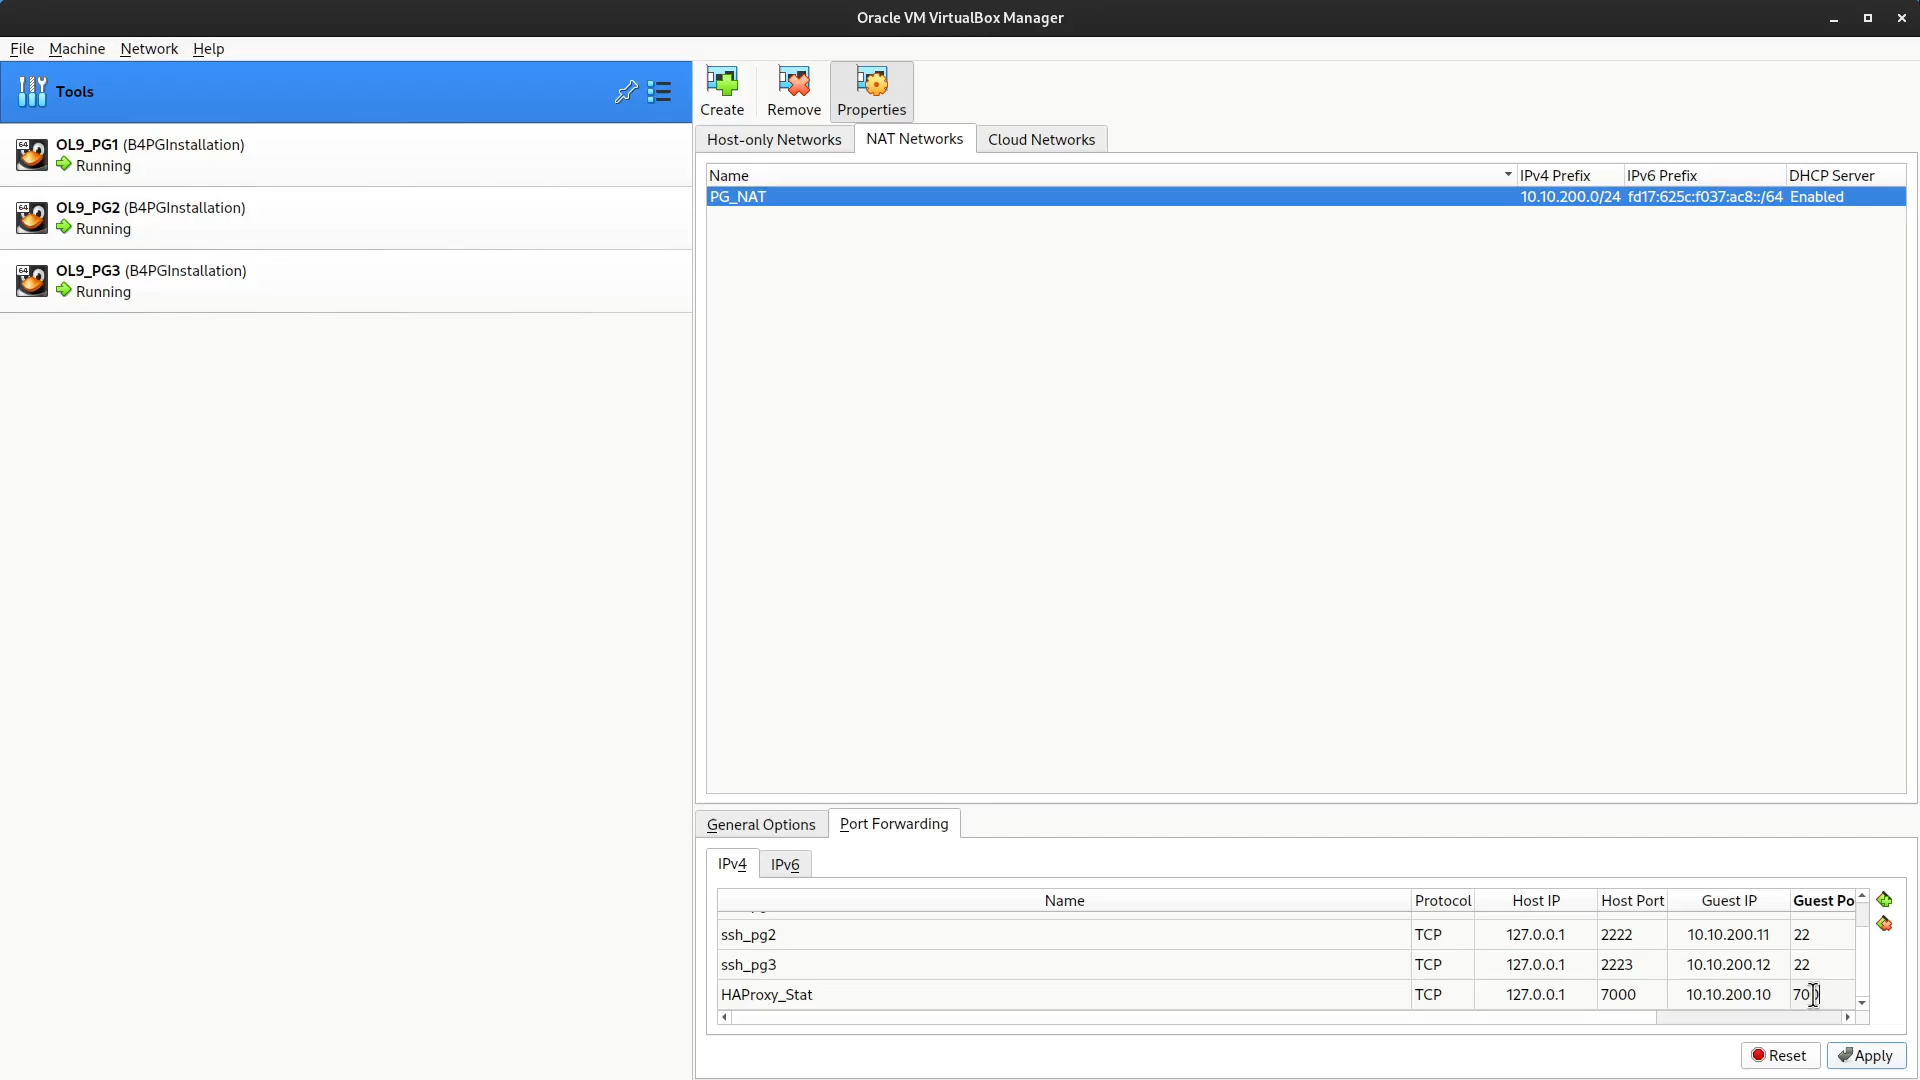 Oracle VM VirtualBox Manager
File Machine Network Help
Tools
OL9_PG1 (B4PGInstallation)
Running
OL9_PG2 (B4PGInstallation)
Running
OL9_PG3 (B4PGInstallation)
Running
Create Remove Properties
Host-only Networks NAT Networks Cloud Networks
Name IPv4 Prefix IPv6 Prefix DHCP Server
PG_NAT 10.10.200.0/24 fd17:625c:f037:ac8::/64 Enabled
General Options Port Forwarding
IPv4 IPv6
Name Protocol Host IP Host Port Guest IP Guest Po
ssh_pg2 TCP 127.0.0.1 2222 10.10.200.11 22
ssh_pg3 TCP 127.0.0.1 2223 10.10.200.12 22
HAProxy_Stat TCP 127.0.0.1 7000 10.10.200.10
Reset Apply